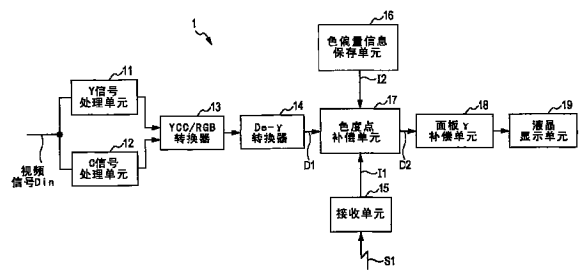 1
16
色偏量信息
保存单元
I2
11
Y信号
处理单元
13
YCC/RGB
转换器
14
De-γ
转换器
17
色度点
补偿单元
18
面板γ
补偿单元
19
液晶
显示单元
D1
D2
视频
信号Din
12
C信号
处理单元
I1
15
接收单元
S1